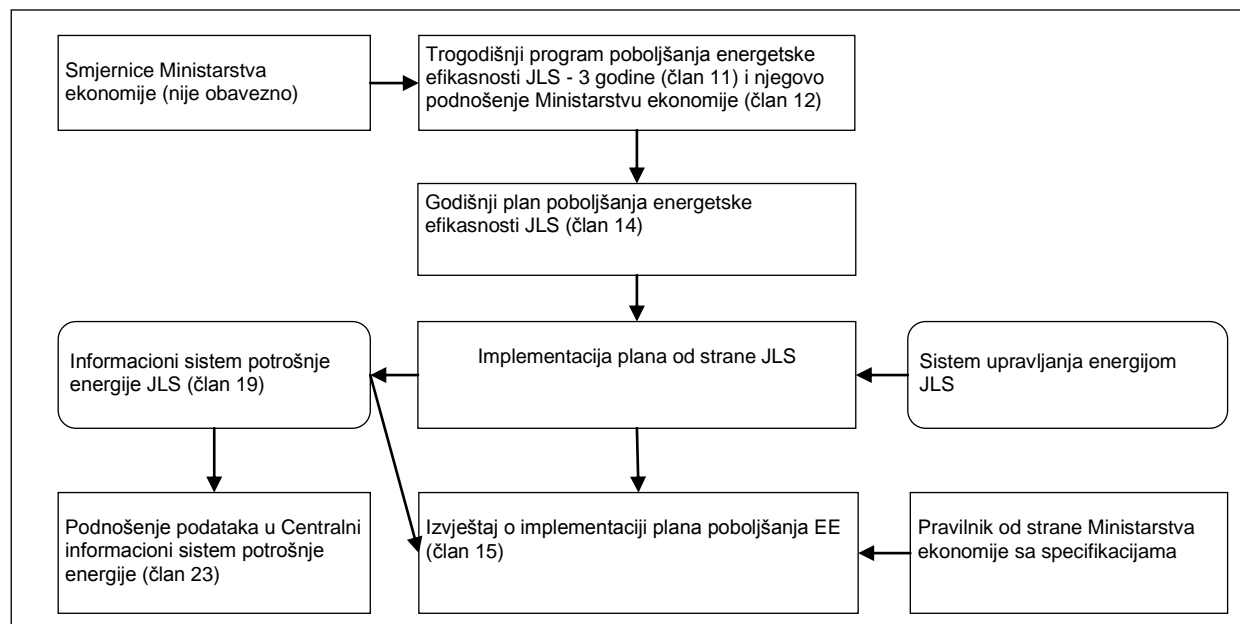 Smjernice Ministarstva
ekonomije (nije obavezno)
Trogodišnji program poboljšanja energetske
efikasnosti JLS - 3 godine (član 11) i njegovo
podnošenje Ministarstvu ekonomije (član 12)
Godišnji plan poboljšanja energetske
efikasnosti JLS (član 14)
Informacioni sistem potrošnje
energije JLS (član 19)
Implementacija plana od strane JLS
Sistem upravljanja energijom
JLS
Podnošenje podataka u Centralni
informacioni sistem potrošnje
energije (član 23)
Izvještaj o implementaciji plana poboljšanja EE
(član 15)
Pravilnik od strane Ministarstva
ekonomije sa specifikacijama